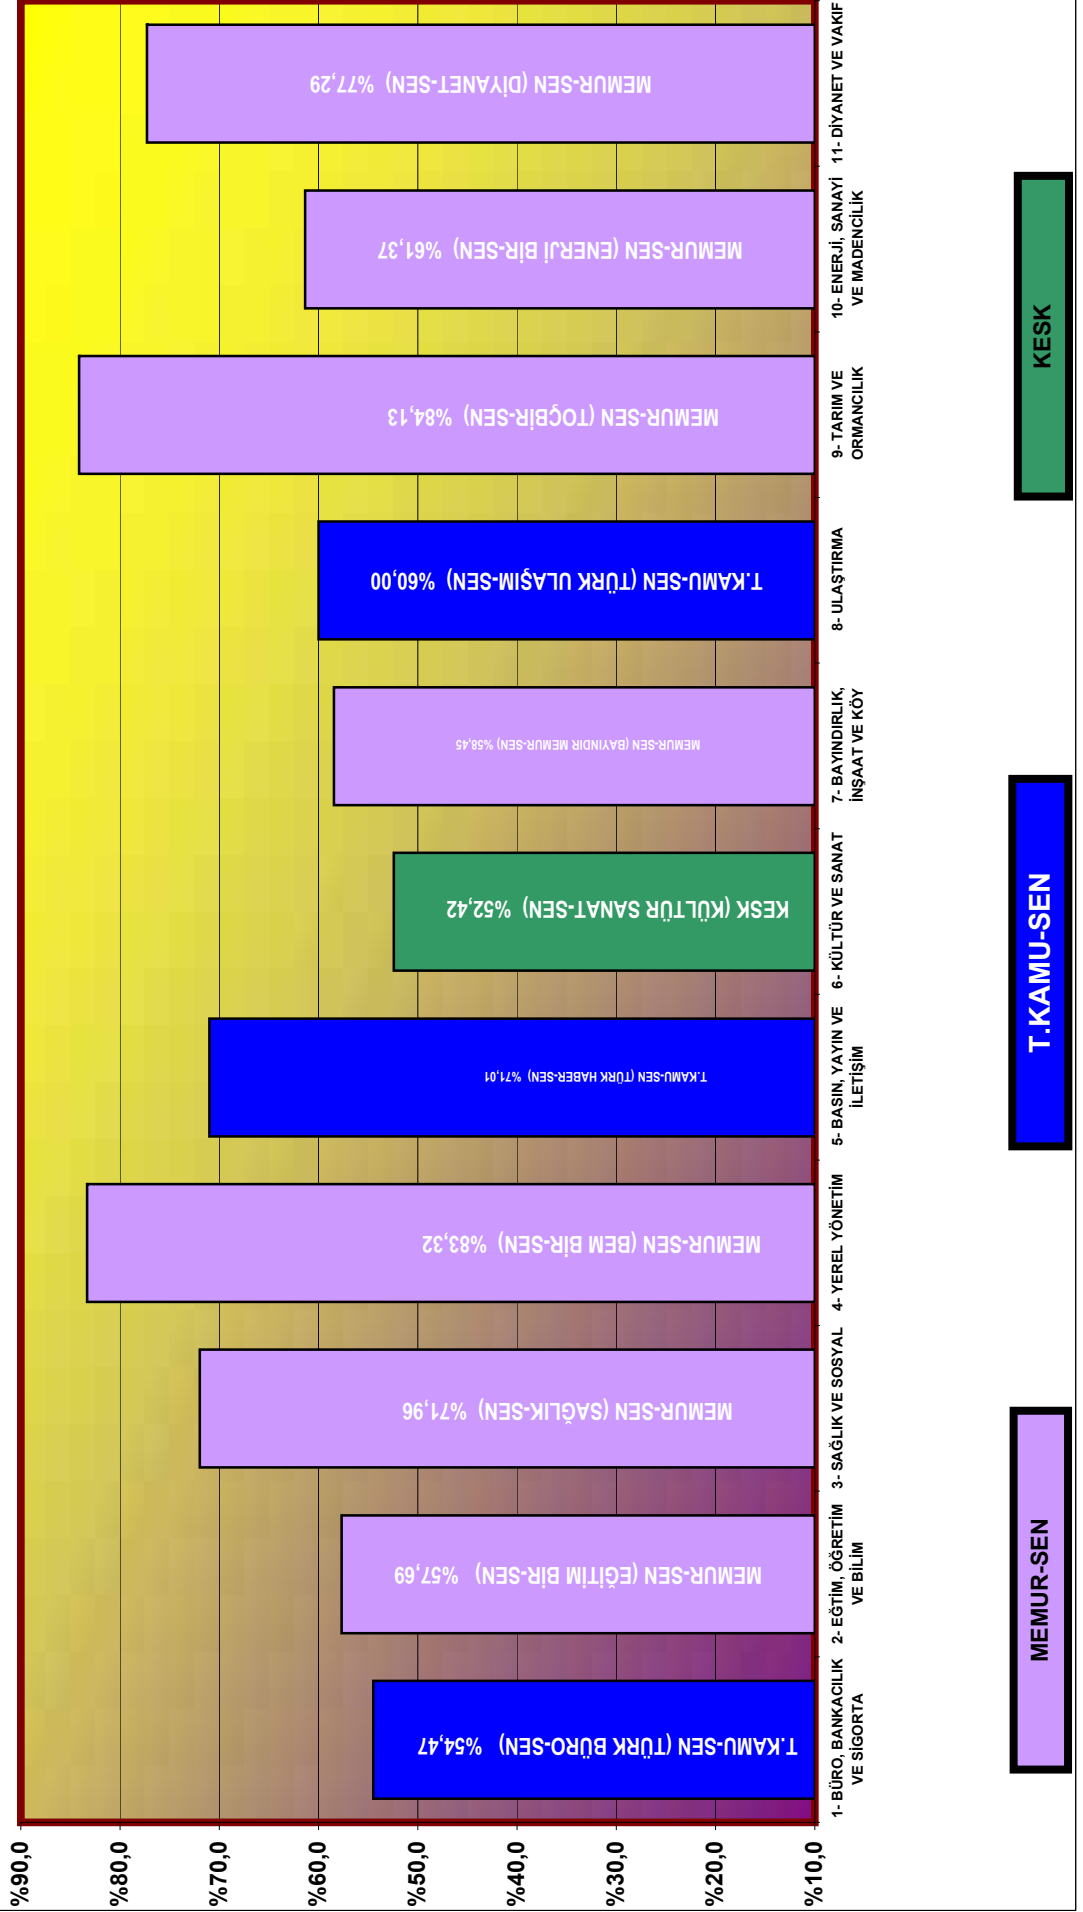 %90,0
%80,0
%70,0
%60,0
%50,0
%40,0
%30,0
%20,0
%10,0
T.KAMU-SEN (TÜRK BÜRO-SEN) %54,47
MEMUR-SEN (EĞİTİM BİR-SEN) %57,69
MEMUR-SEN (SAĞLIK-SEN) %71,96
MEMUR-SEN (BEM BİR-SEN) %83,32
T.KAMU-SEN (TÜRK HABER-SEN) %71,01
KESK (KÜLTÜR SANAT-SEN) %52,42
MEMUR-SEN (BAYINDIR MEMUR-SEN) %58,45
T.KAMU-SEN (TÜRK ULAŞIM-SEN) %60,00
MEMUR-SEN (TOÇBİR-SEN) %84,13
MEMUR-SEN (ENERJİ BİR-SEN) %61,37
MEMUR-SEN (DİYANET-SEN) %77,29
1- BÜRO, BANKACILIK
VE SİGORTA
2- EĞTİM, ÖĞRETİM
VE BİLİM
3- SAĞLIK VE SOSYAL
4- YEREL YÖNETİM
5- BASIN, YAYIN VE
İLETİŞİM
6- KÜLTÜR VE SANAT
7- BAYINDIRLIK,
İNŞAAT VE KÖY
8- ULAŞTIRMA
9- TARIM VE
ORMANCILIK
10- ENERJİ, SANAYİ
VE MADENCİLİK
11- DİYANET VE VAKIF
MEMUR-SEN
T.KAMU-SEN
KESK